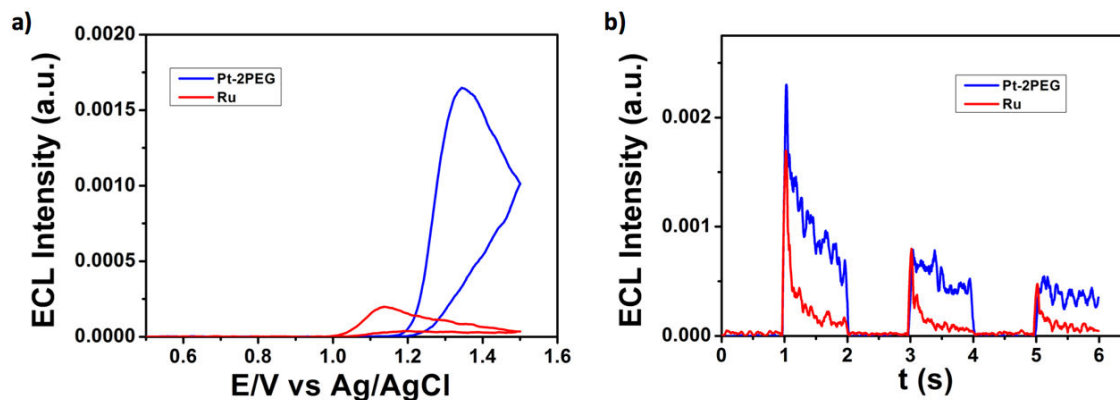 a)
ECL Intensity (a.u.)
0.0020
0.0015
0.0010
0.0005
0.0000
Pt-2PEG
Ru
0.6 0.8 1.0 1.2 1.4 1.6
E/V vs Ag/AgCl
b)
ECL Intensity (a.u.)
0.002
0.001
0.000
Pt-2PEG
Ru
0 1 2 3 4 5 6
t (s)